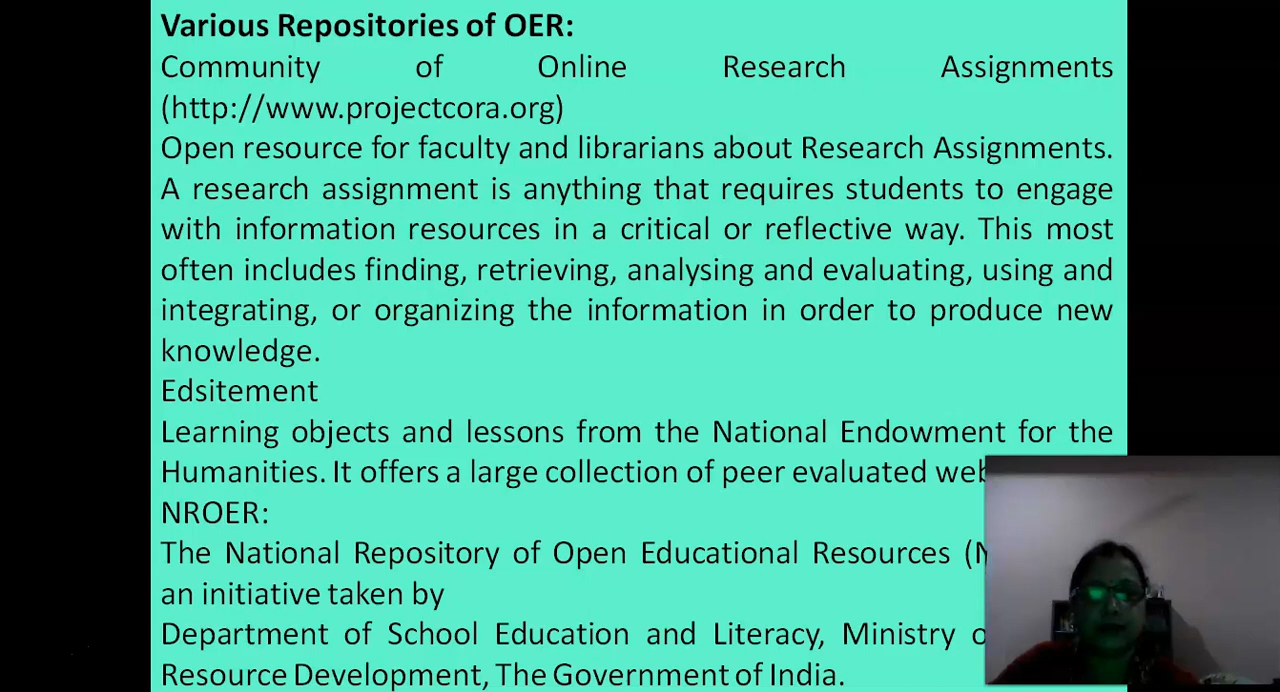 Various Repositories of OER:
Community of Online Research Assignments
(http://www.projectcora.org)
Open resource for faculty and librarians about Research Assignments.
A research assignment is anything that requires students to engage
with information resources in a critical or reflective way. This most
often includes finding, retrieving, analysing and evaluating, using and
integrating, or organizing the information in order to produce new
knowledge.
Edsitement
Learning objects and lessons from the National Endowment for the
Humanities. It offers a large collection of peer evaluated
NROER:
The National Repository of Open Educational Resources
an initiative taken by
Department of School Education and Literacy, Ministry
Resource Development, The Government of India.